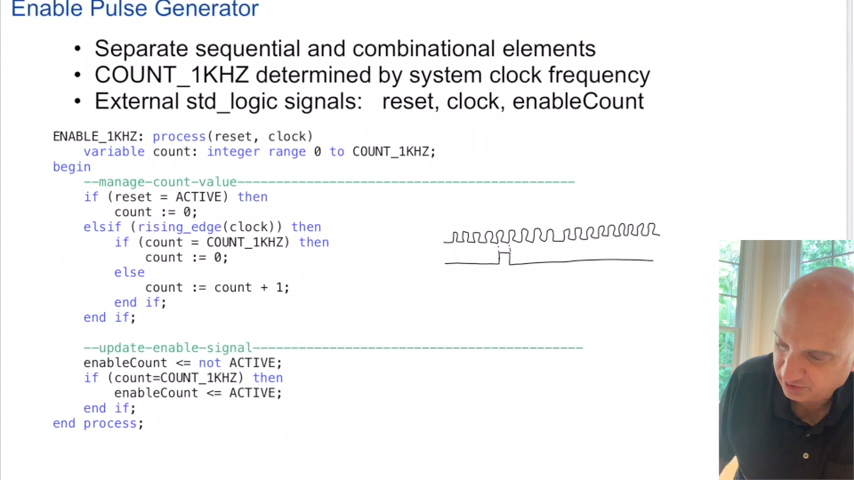 Enable Pulse Generator
• Separate sequential and combinational elements
• COUNT_1KHZ determined by system clock frequency
• External std_logic signals: reset, clock, enableCount
ENABLE_1KHZ: process(reset, clock)
variable count: integer range 0 to COUNT_1KHZ;
begin
--manage-count-value--------------------------------------------
if (reset = ACTIVE) then
count := 0;
elsif (rising_edge(clock)) then
if (count = COUNT_1KHZ) then
count := 0;
else
count := count + 1;
end if;
end if;
--update-enable-signal-------------------------------------------
enableCount <= not ACTIVE;
if (count=COUNT_1KHZ) then
enableCount <= ACTIVE;
end if;
end process;